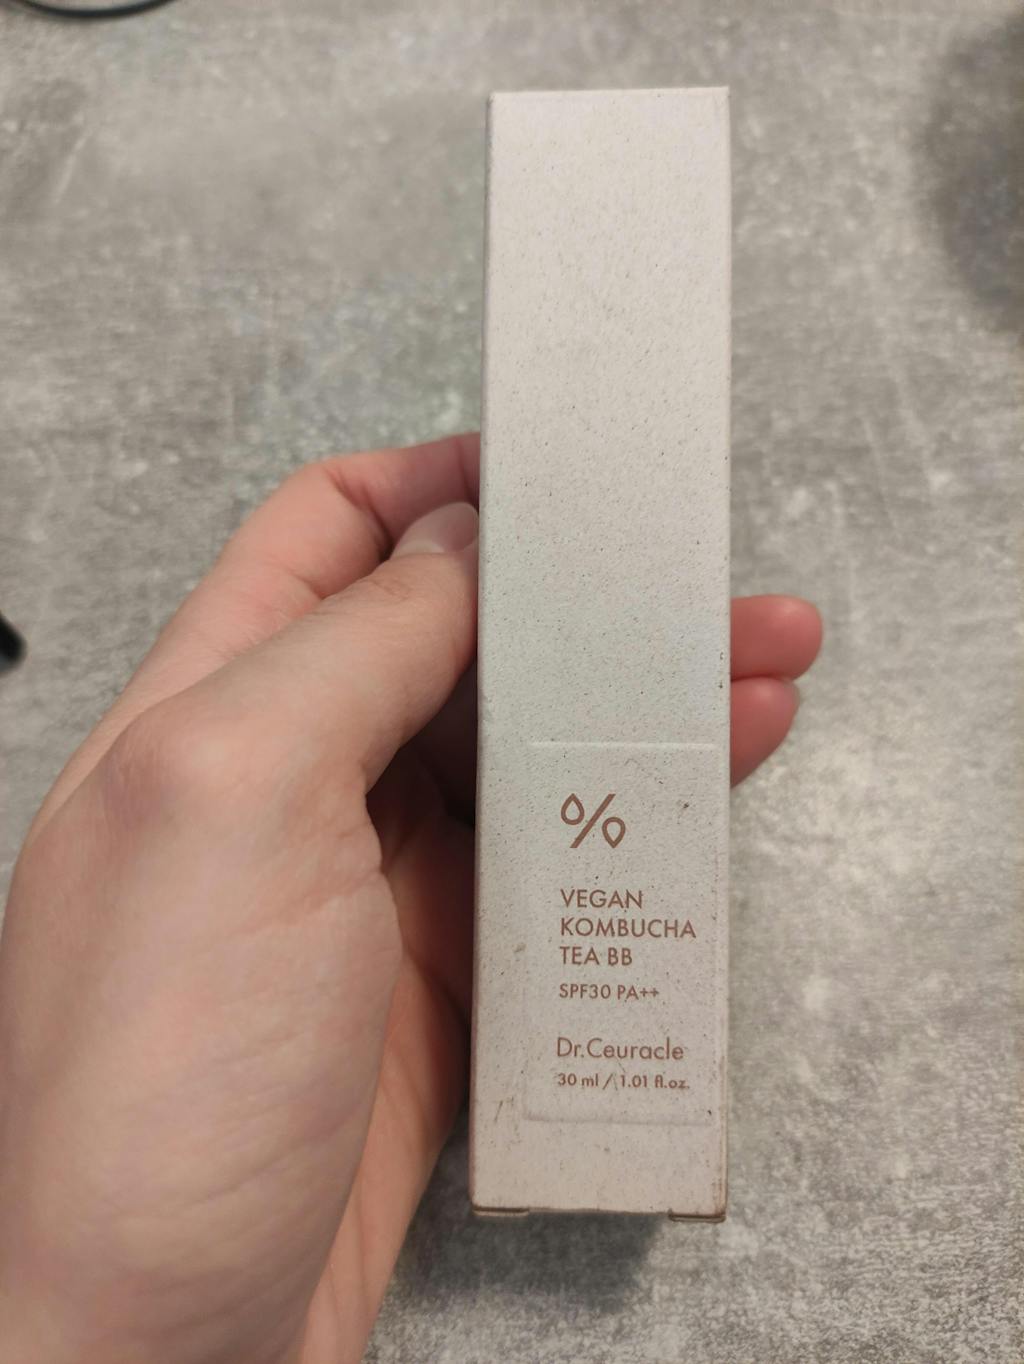 %
VEGAN
KOMBUCHA
TEA BB
SPF30 PA++
Dr.Ceuracle
30 ml / 1.01 fl.oz.